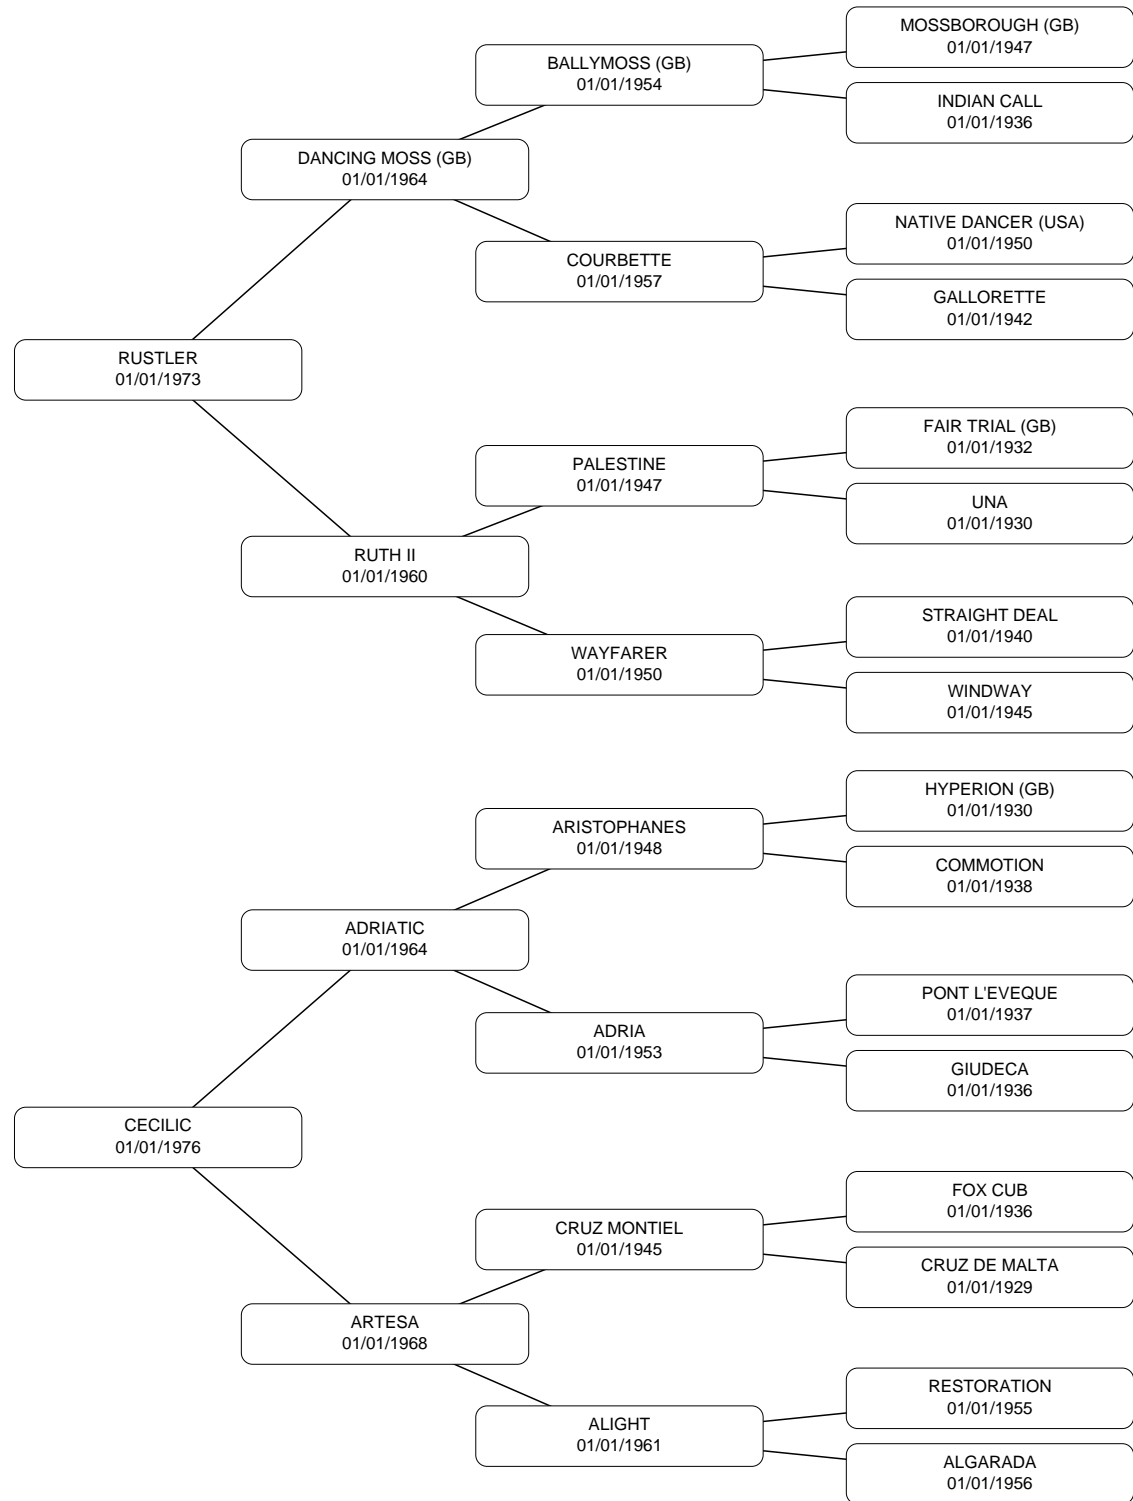 MOSSBOROUGH (GB)
01/01/1947
BALLYMOSS (GB)
01/01/1954
INDIAN CALL
01/01/1936
DANCING MOSS (GB)
01/01/1964
NATIVE DANCER (USA)
01/01/1950
COURBETTE
01/01/1957
GALLORETTE
01/01/1942
RUSTLER
01/01/1973
FAIR TRIAL (GB)
01/01/1932
PALESTINE
01/01/1947
UNA
01/01/1930
RUTH II
01/01/1960
STRAIGHT DEAL
01/01/1940
WAYFARER
01/01/1950
WINDWAY
01/01/1945
HYPERION (GB)
01/01/1930
ARISTOPHANES
01/01/1948
COMMOTION
01/01/1938
ADRIATIC
01/01/1964
PONT L'EVEQUE
01/01/1937
ADRIA
01/01/1953
GIUDECA
01/01/1936
CECILIC
01/01/1976
FOX CUB
01/01/1936
CRUZ MONTIEL
01/01/1945
CRUZ DE MALTA
01/01/1929
ARTESA
01/01/1968
RESTORATION
01/01/1955
ALIGHT
01/01/1961
ALGARADA
01/01/1956